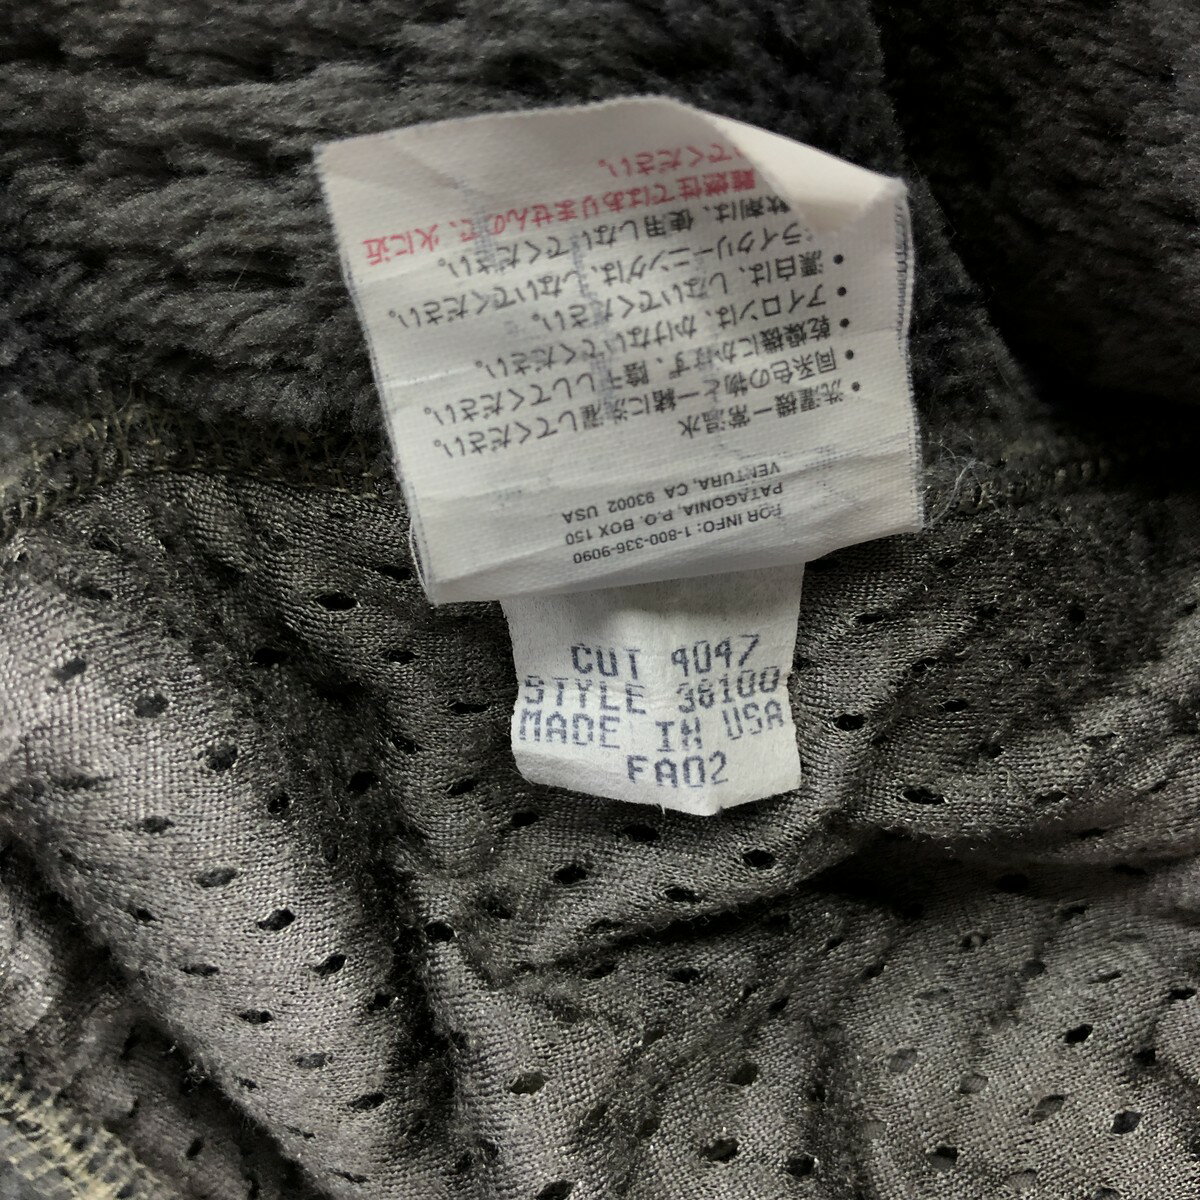 FOR INFO: 1-800-336-9090
PATAGONIA, P.O. BOX 150
VENTURA, CA 93002 USA
洗濯機－常温水
• 同系色の物と一緒に洗濯してください。
• 乾燥機にかけず、陰干ししてください。
• アイロンは、かけないでください。
• 漂白は、しないでください。
ドライクリーニングは、しないでください。
軟剤は、使用しないでください。
難燃性ではありませんので、火に近
でください。
CUT 4047
STYLE 38100
MADE IN USA
FA02